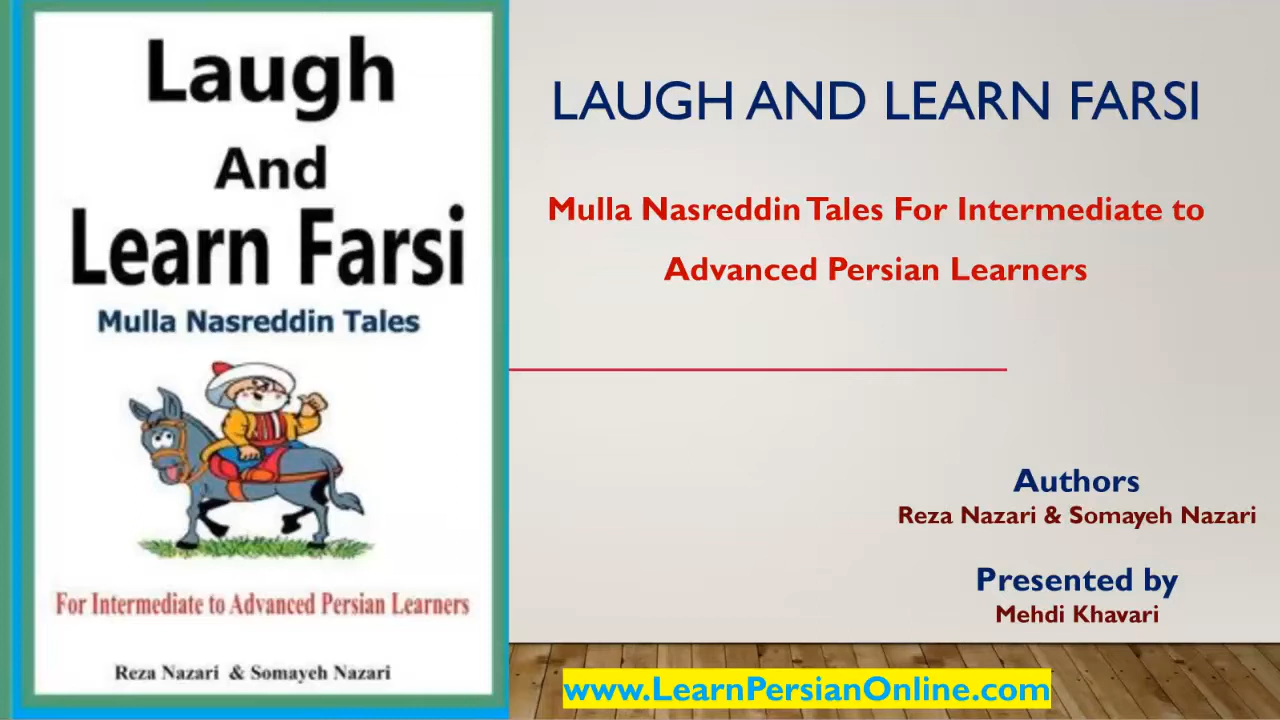 Laugh
And
Learn Farsi
Mulla Nasreddin Tales
For Intermediate to Advanced Persian Learners
Reza Nazari & Somayeh Nazari
LAUGH AND LEARN FARSI
Mulla Nasreddin Tales For Intermediate to
Advanced Persian Learners
Authors
Reza Nazari & Somayeh Nazari
Presented by
Mehdi Khavari
www.LearnPersianOnline.com